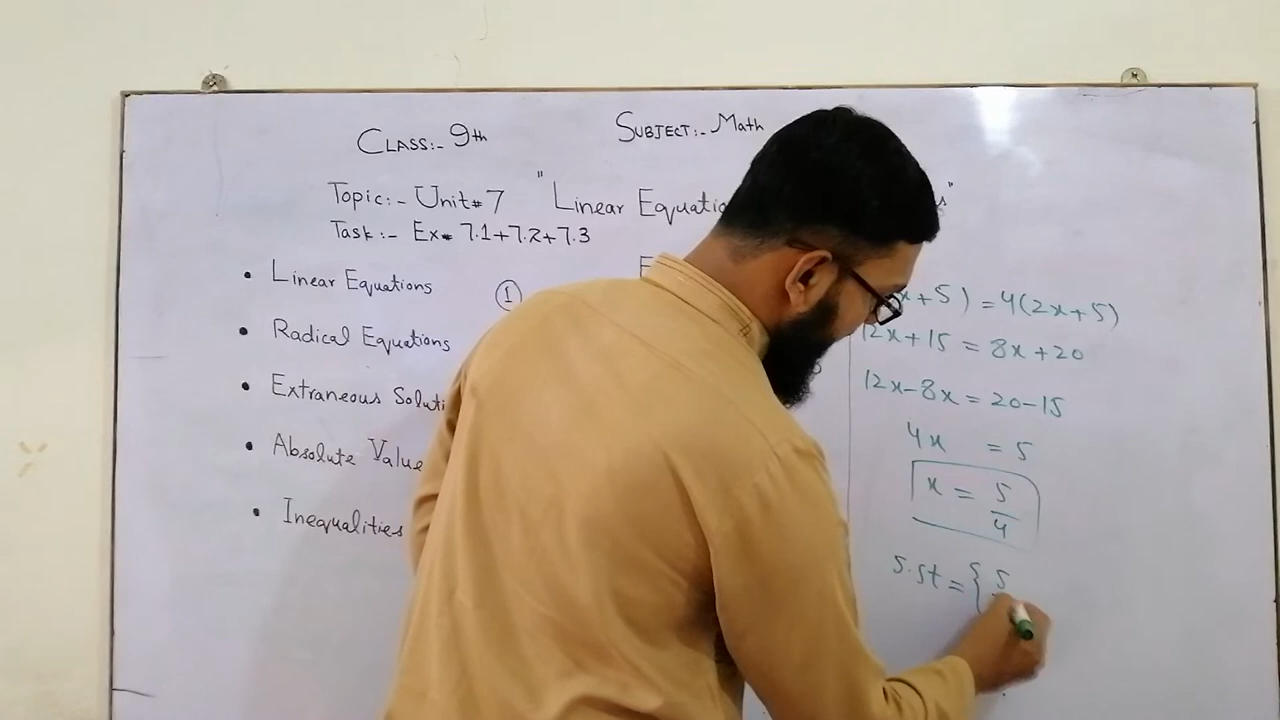 CLASS:- 9th
SUBJECT:- Math
Topic:- Unit#7 "Linear Equatio
Task:- Ex# 7.1+7.2+7.3
• Linear Equations
• Radical Equations
• Extraneous Soluti
• Absolute Value
• Inequalities
①
x+5) = 4(2x+5)
12x+15 = 8x+20
12x-8x = 20-15
4x = 5
x = 5/4
S.St = { 5